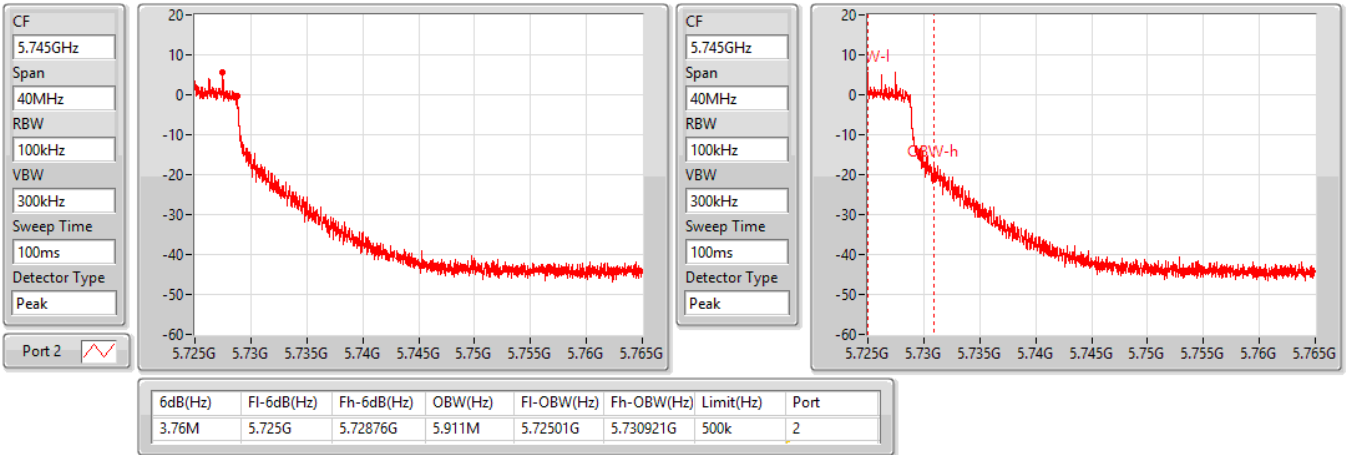 CF
5.745GHz
Span
40MHz
RBW
100kHz
VBW
300kHz
Sweep Time
100ms
Detector Type
Peak
Port 2
20
10
0
-10
-20
-30
-40
-50
-60
5.725G 5.73G 5.735G 5.74G 5.745G 5.75G 5.755G 5.76G 5.765G
CF
5.745GHz
Span
40MHz
RBW
100kHz
VBW
300kHz
Sweep Time
100ms
Detector Type
Peak
20
10
0
-10
-20
-30
-40
-50
-60
W-l
OBW-h
5.725G 5.73G 5.735G 5.74G 5.745G 5.75G 5.755G 5.76G 5.765G
6dB(Hz) Fl-6dB(Hz) Fh-6dB(Hz) OBW(Hz) Fl-OBW(Hz) Fh-OBW(Hz) Limit(Hz) Port
3.76M 5.725G 5.72876G 5.911M 5.72501G 5.730921G 500k 2